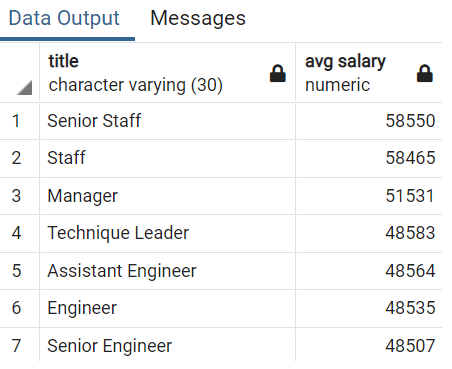 Data Output Messages
title avg salary
character varying (30) numeric
1 Senior Staff 58550
2 Staff 58465
3 Manager 51531
4 Technique Leader 48583
5 Assistant Engineer 48564
6 Engineer 48535
7 Senior Engineer 48507